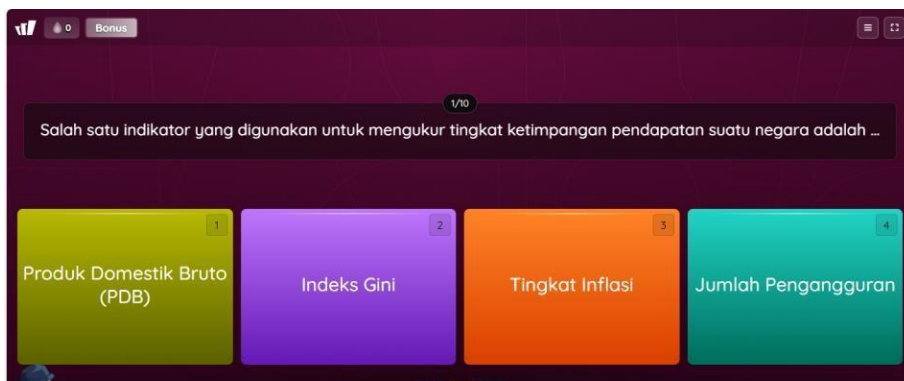 0 Bonus
1/10
Salah satu indikator yang digunakan untuk mengukur tingkat ketimpangan pendapatan suatu negara adalah ...
1
Produk Domestik Bruto
(PDB)
2
Indeks Gini
3
Tingkat Inflasi
4
Jumlah Pengangguran